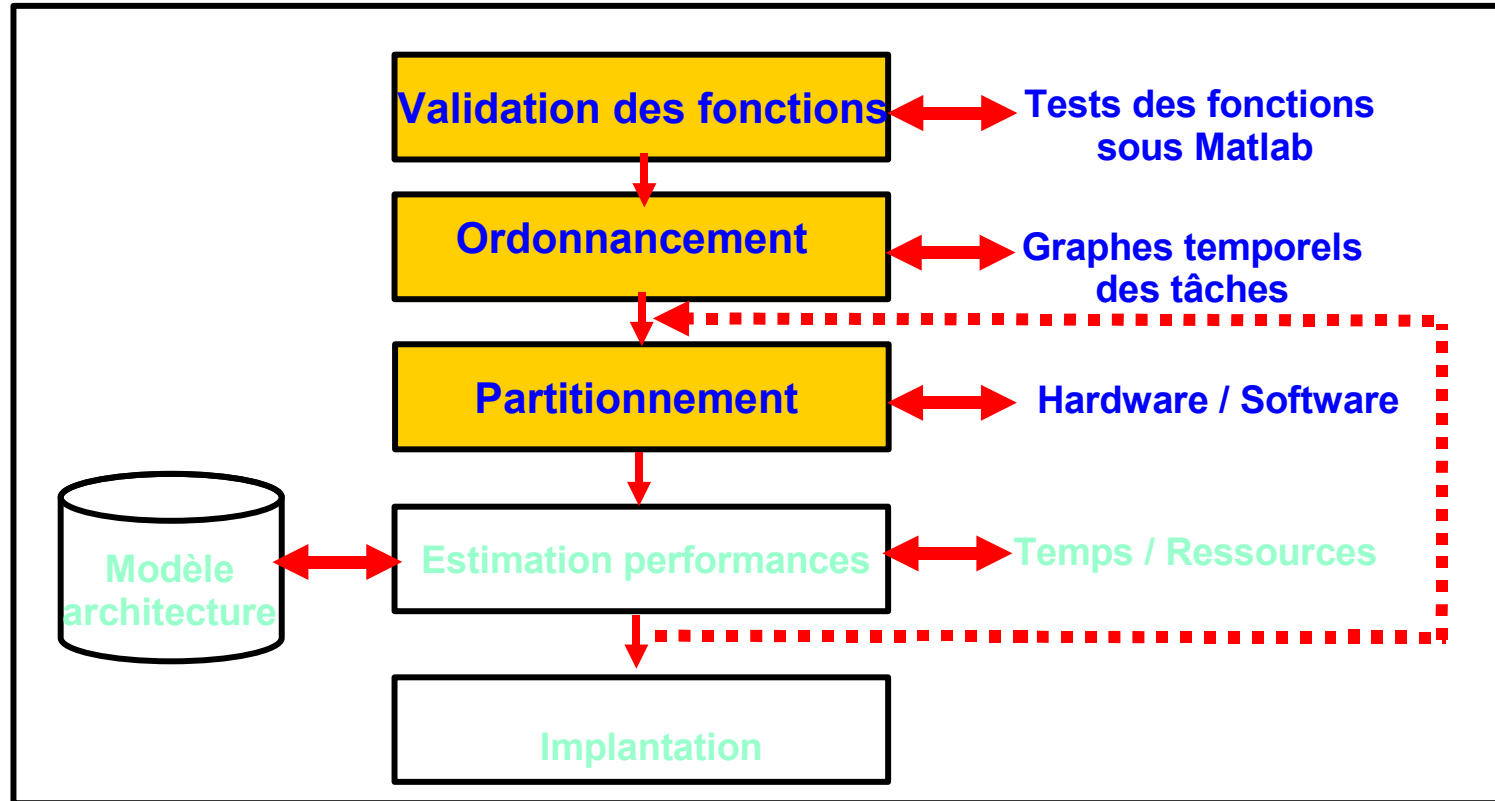 Validation des fonctions
Tests des fonctions
sous Matlab
Ordonnancement
Graphes temporels
des tâches
Partitionnement
Hardware / Software
Modèle
architecture
Estimation performances
Temps / Ressources
Implantation